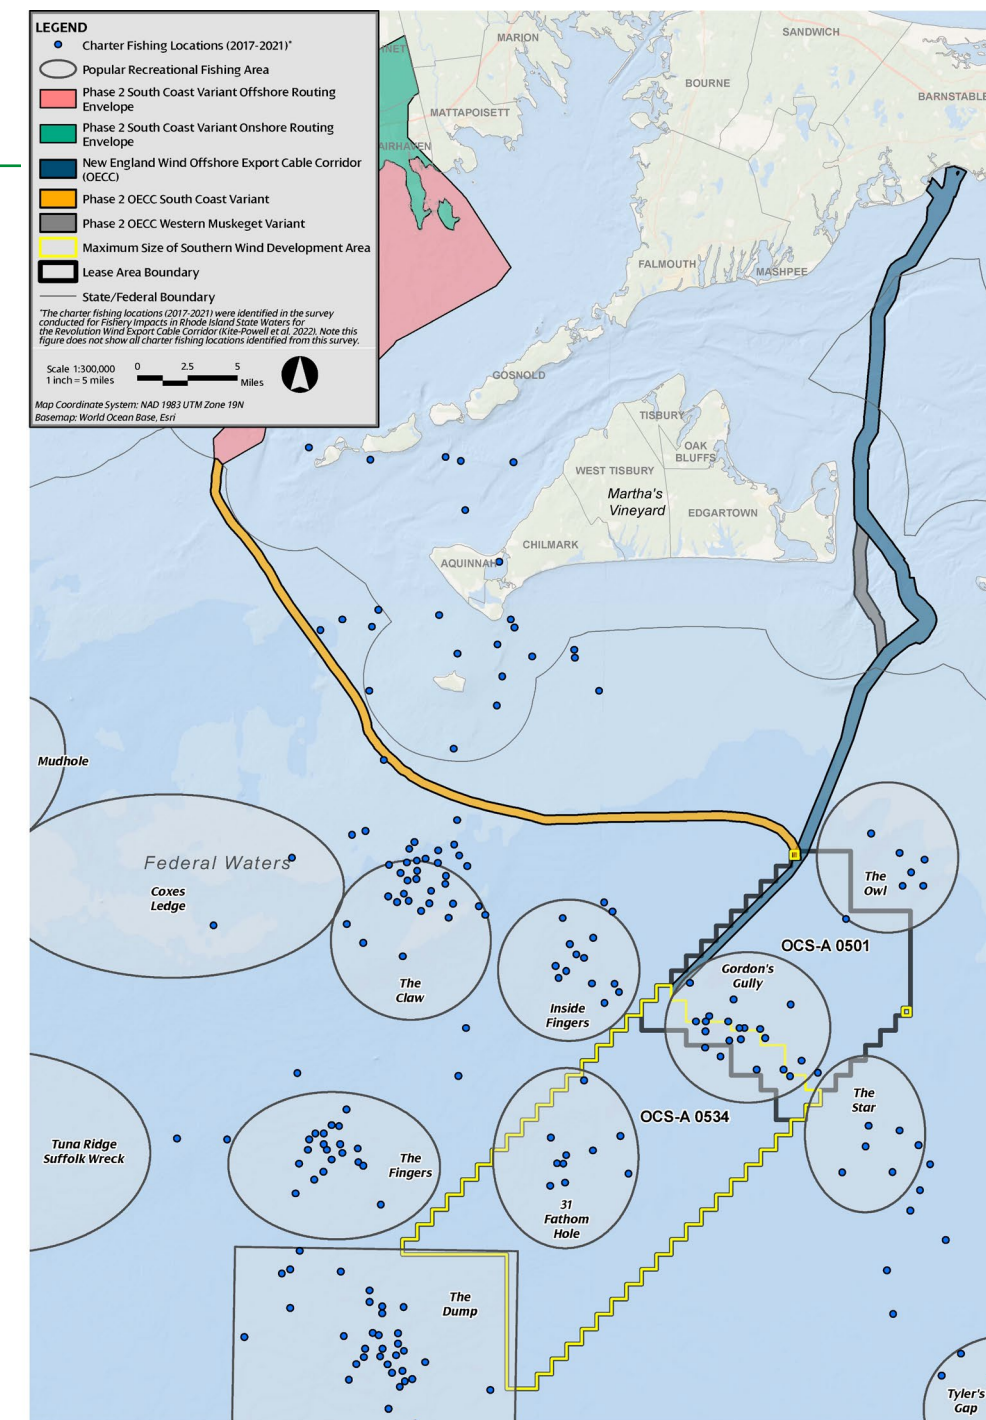 LEGEND
Charter Fishing Locations (2017-2021)*
Popular Recreational Fishing Area
Phase 2 South Coast Variant Offshore Routing
Envelope
Phase 2 South Coast Variant Onshore Routing
Envelope
New England Wind Offshore Export Cable Corridor
(OECC)
Phase 2 OECC South Coast Variant
Phase 2 OECC Western Muskeget Variant
Maximum Size of Southern Wind Development Area
Lease Area Boundary
State/Federal Boundary
*The charter fishing locations (2017-2021) were identified in the survey
conducted for Fishery Impacts in Rhode Island State Waters for
the Revolution Wind Export Cable Corridor (Kite-Powell et al. 2022). Note this
figure does not show all charter fishing locations identified from this survey.
Scale 1:300,000
1 inch = 5 miles
0 2.5 5
Miles
Map Coordinate System: NAD 1983 UTM Zone 19N
Basemap: World Ocean Base, Esri
NET
MARION
SANDWICH
BOURNE
BARNSTABLE
MATTAPOISETT
AIRHAVEN
FALMOUTH
MASHPEE
GOSNOLD
TISBURY
OAK
BLUFFS
WEST TISBURY
Martha's
Vineyard
EDGARTOWN
CHILMARK
AQUINNAH
Mudhole
Federal Waters
Coxes
Ledge
The
Owl
OCS-A 0501
Gordon's
Gully
The
Claw
Inside
Fingers
The
Star
OCS-A 0534
Tuna Ridge
Suffolk Wreck
The
Fingers
31
Fathom
Hole
The
Dump
Tyler's
Gap